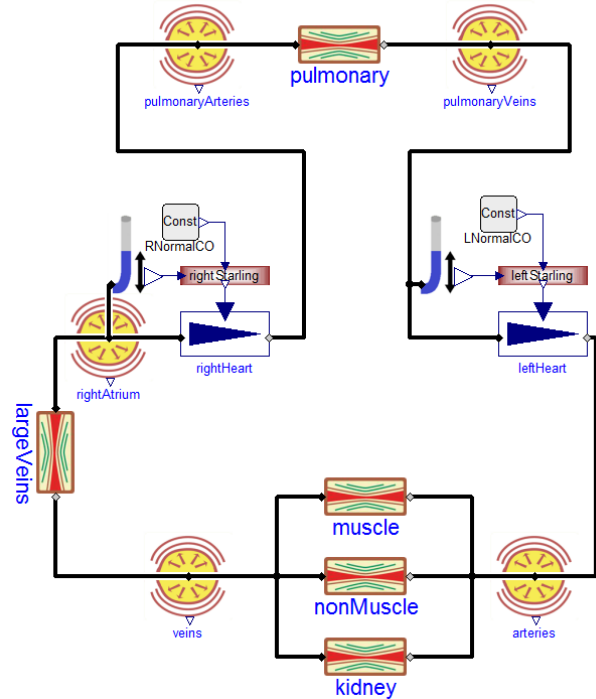 pulmonary
pulmonaryArteries
pulmonaryVeins
Const
RNormalCO
rightStarling
Const
LNormalCO
leftStarling
rightHeart
leftHeart
rightAtrium
largeVeins
muscle
nonMuscle
veins
arteries
kidney